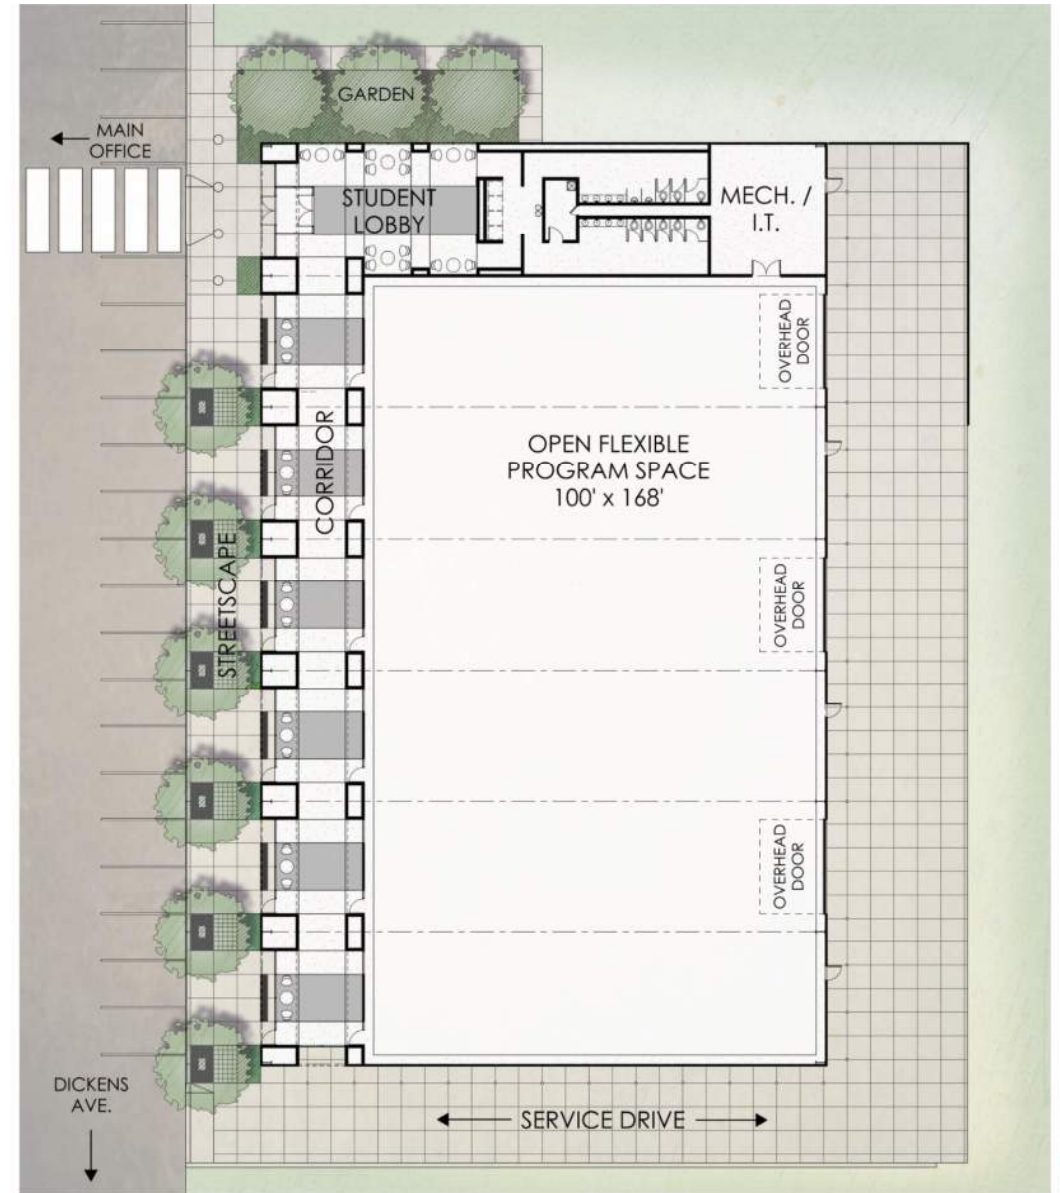 GARDEN
MAIN
OFFICE
STUDENT
LOBBY
MECH. /
I.T.
OVERHEAD
DOOR
CORRIDOR
OPEN FLEXIBLE
PROGRAM SPACE
100' x 168'
STREETSCAPE
OVERHEAD
DOOR
OVERHEAD
DOOR
DICKENS
AVE.
SERVICE DRIVE